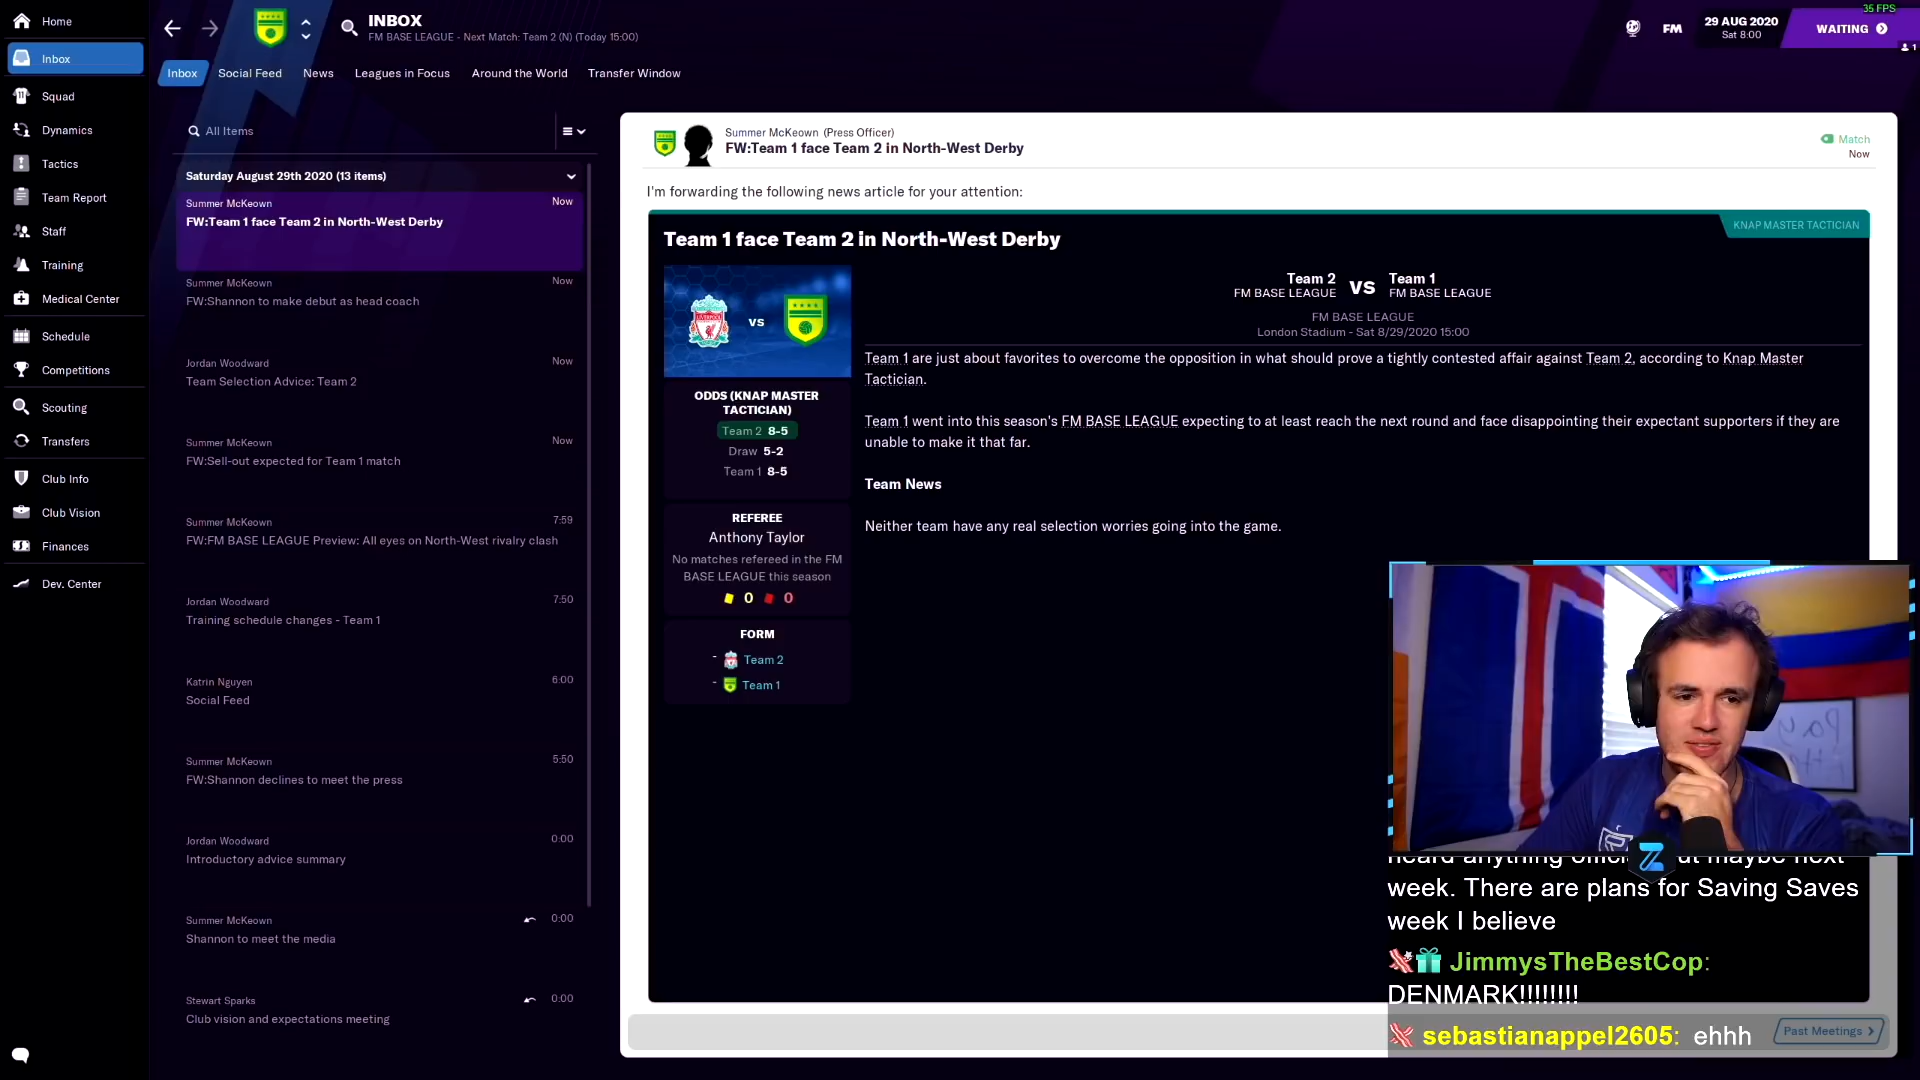 Home
Inbox
Squad
Dynamics
Tactics
Team Report
Staff
Training
Medical Center
Schedule
Competitions
Scouting
Transfers
Club Info
Club Vision
Finances
Dev. Center
INBOX
FM BASE LEAGUE - Next Match: Team 2 (N) (Today 15:00)
35 FPS
FM
29 AUG 2020
Sat 8:00
WAITING
1
Inbox
Social Feed
News
Leagues in Focus
Around the World
Transfer Window
All Items
Saturday August 29th 2020 (13 items)
Summer McKeown
Now
FW:Team 1 face Team 2 in North-West Derby
Summer McKeown
Now
FW:Shannon to make debut as head coach
Jordan Woodward
Now
Team Selection Advice: Team 2
Summer McKeown
Now
FW:Sell-out expected for Team 1 match
Summer McKeown
7:59
FW:FM BASE LEAGUE Preview: All eyes on North-West rivalry clash
Jordan Woodward
7:50
Training schedule changes - Team 1
Katrin Nguyen
6:00
Social Feed
Summer McKeown
5:50
FW:Shannon declines to meet the press
Jordan Woodward
0:00
Introductory advice summary
Summer McKeown
0:00
Shannon to meet the media
Stewart Sparks
0:00
Club vision and expectations meeting
Summer McKeown (Press Officer)
FW:Team 1 face Team 2 in North-West Derby
Match
Now
I'm forwarding the following news article for your attention:
KNAP MASTER TACTICIAN
Team 1 face Team 2 in North-West Derby
LIVERPOOL
VS
Team 2
FM BASE LEAGUE
VS
Team 1
FM BASE LEAGUE
FM BASE LEAGUE
London Stadium - Sat 8/29/2020 15:00
Team 1 are just about favorites to overcome the opposition in what should prove a tightly contested affair against Team 2, according to Knap Master
Tactician.
Team 1 went into this season's FM BASE LEAGUE expecting to at least reach the next round and face disappointing their expectant supporters if they are
unable to make it that far.
Team News
Neither team have any real selection worries going into the game.
ODDS (KNAP MASTER
TACTICIAN)
Team 2 8-5
Draw 5-2
Team 1 8-5
REFEREE
Anthony Taylor
No matches refereed in the FM
BASE LEAGUE this season
0 0
FORM
- Team 2
- Team 1
heard anything
maybe next
week. There are plans for Saving Saves
week I believe
JimmysTheBestCop:
DENMARK!!!!!!!!
sebastianappel2605: ehhh
Past Meetings